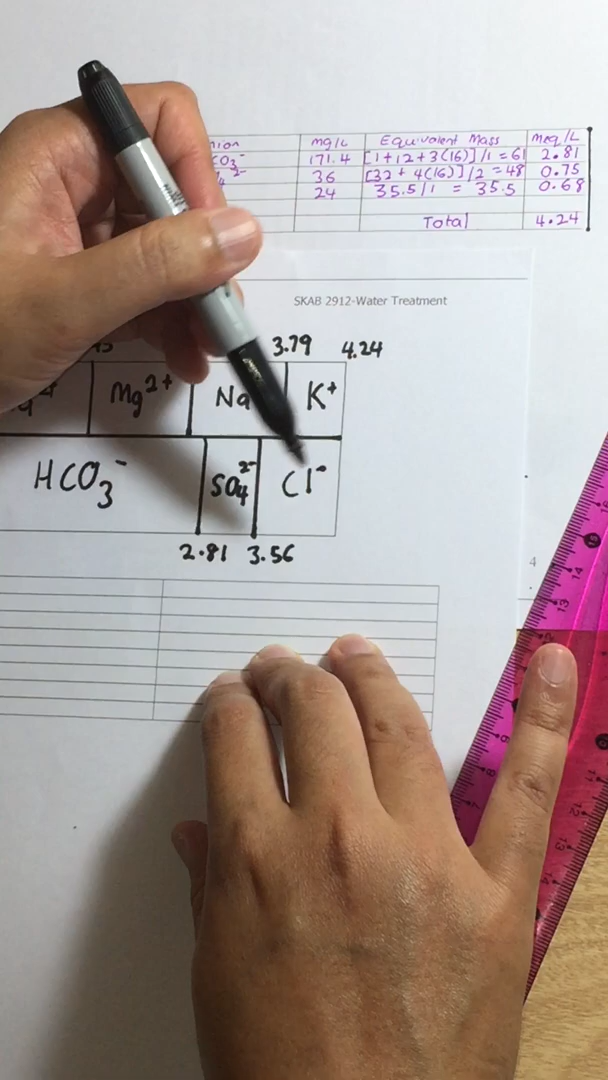 mg/L Equivalent Mass meq/L
171.4 [1+12+3(16)]/1 = 61 2.81
36 [32 + 4(16)]/2 = 48 0.75
24 35.5/1 = 35.5 0.68
Total 4.24
SKAB 2912-Water Treatment
3.79 4.24
Mg²⁺ Na K⁺
HCO₃⁻ SO₄²⁻ Cl⁻
2.81 3.56
4